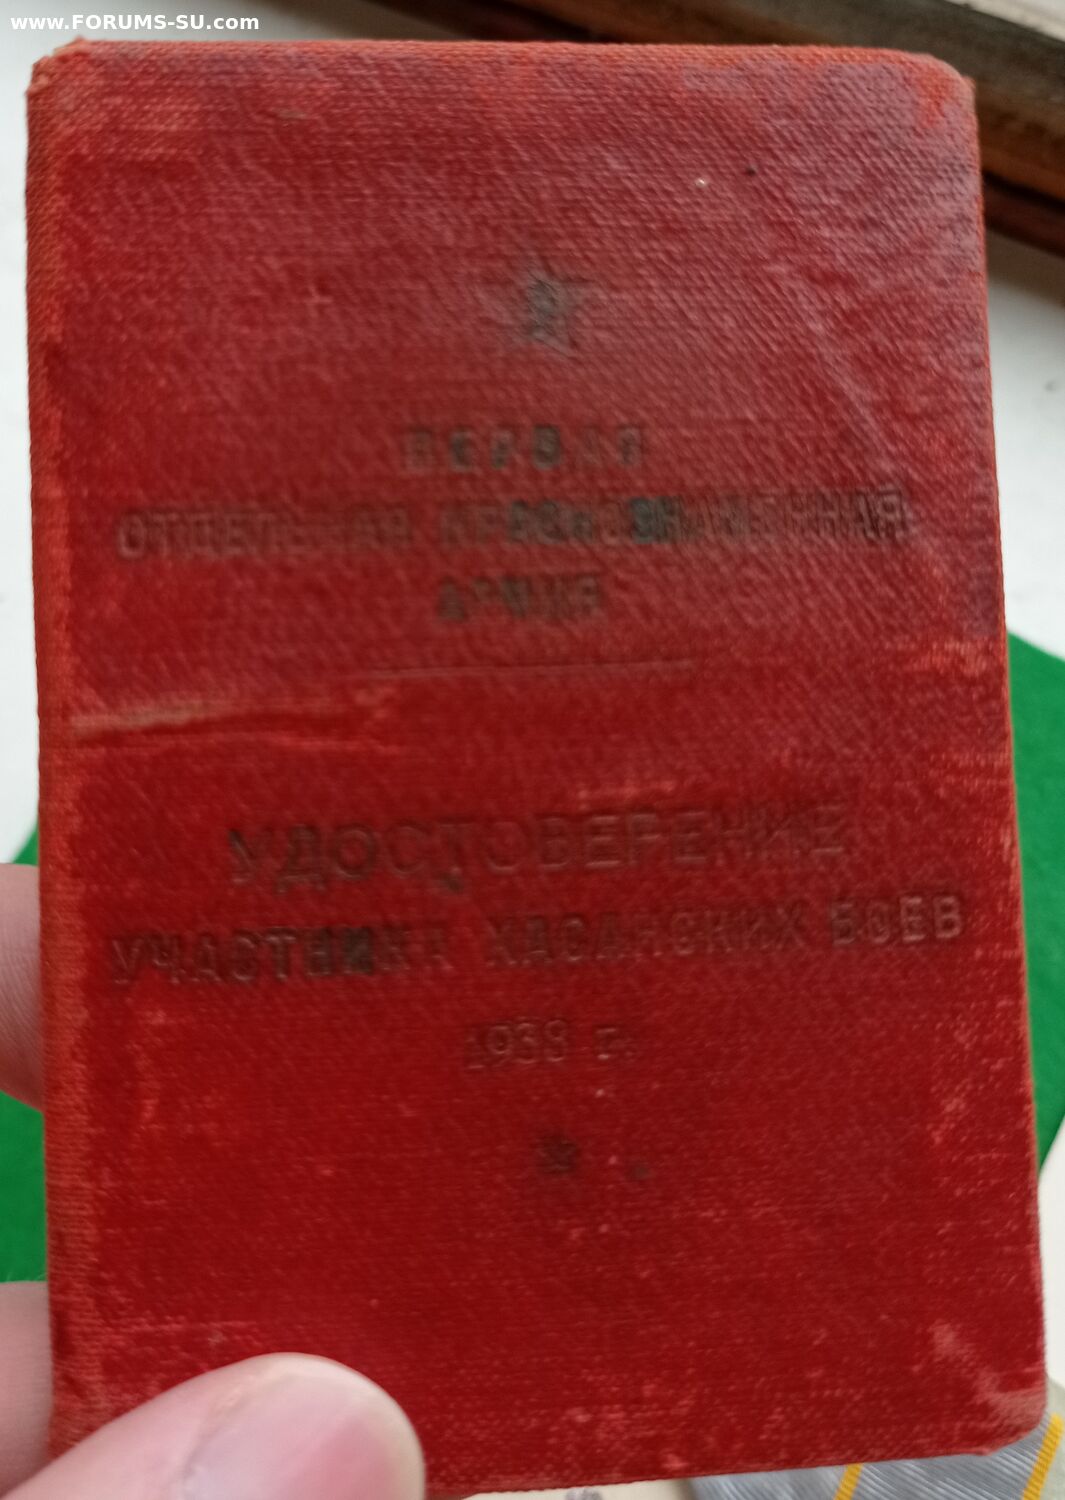 www.FORUMS-SU.com
ПЕРВАЯ
ОТДЕЛЬНАЯ КРАСНОЗНАМЕННАЯ
АРМИЯ
УДОСТОВЕРЕНИЕ
УЧАСТНИКА ХАСАНСКИХ БОЕВ
1938 г.